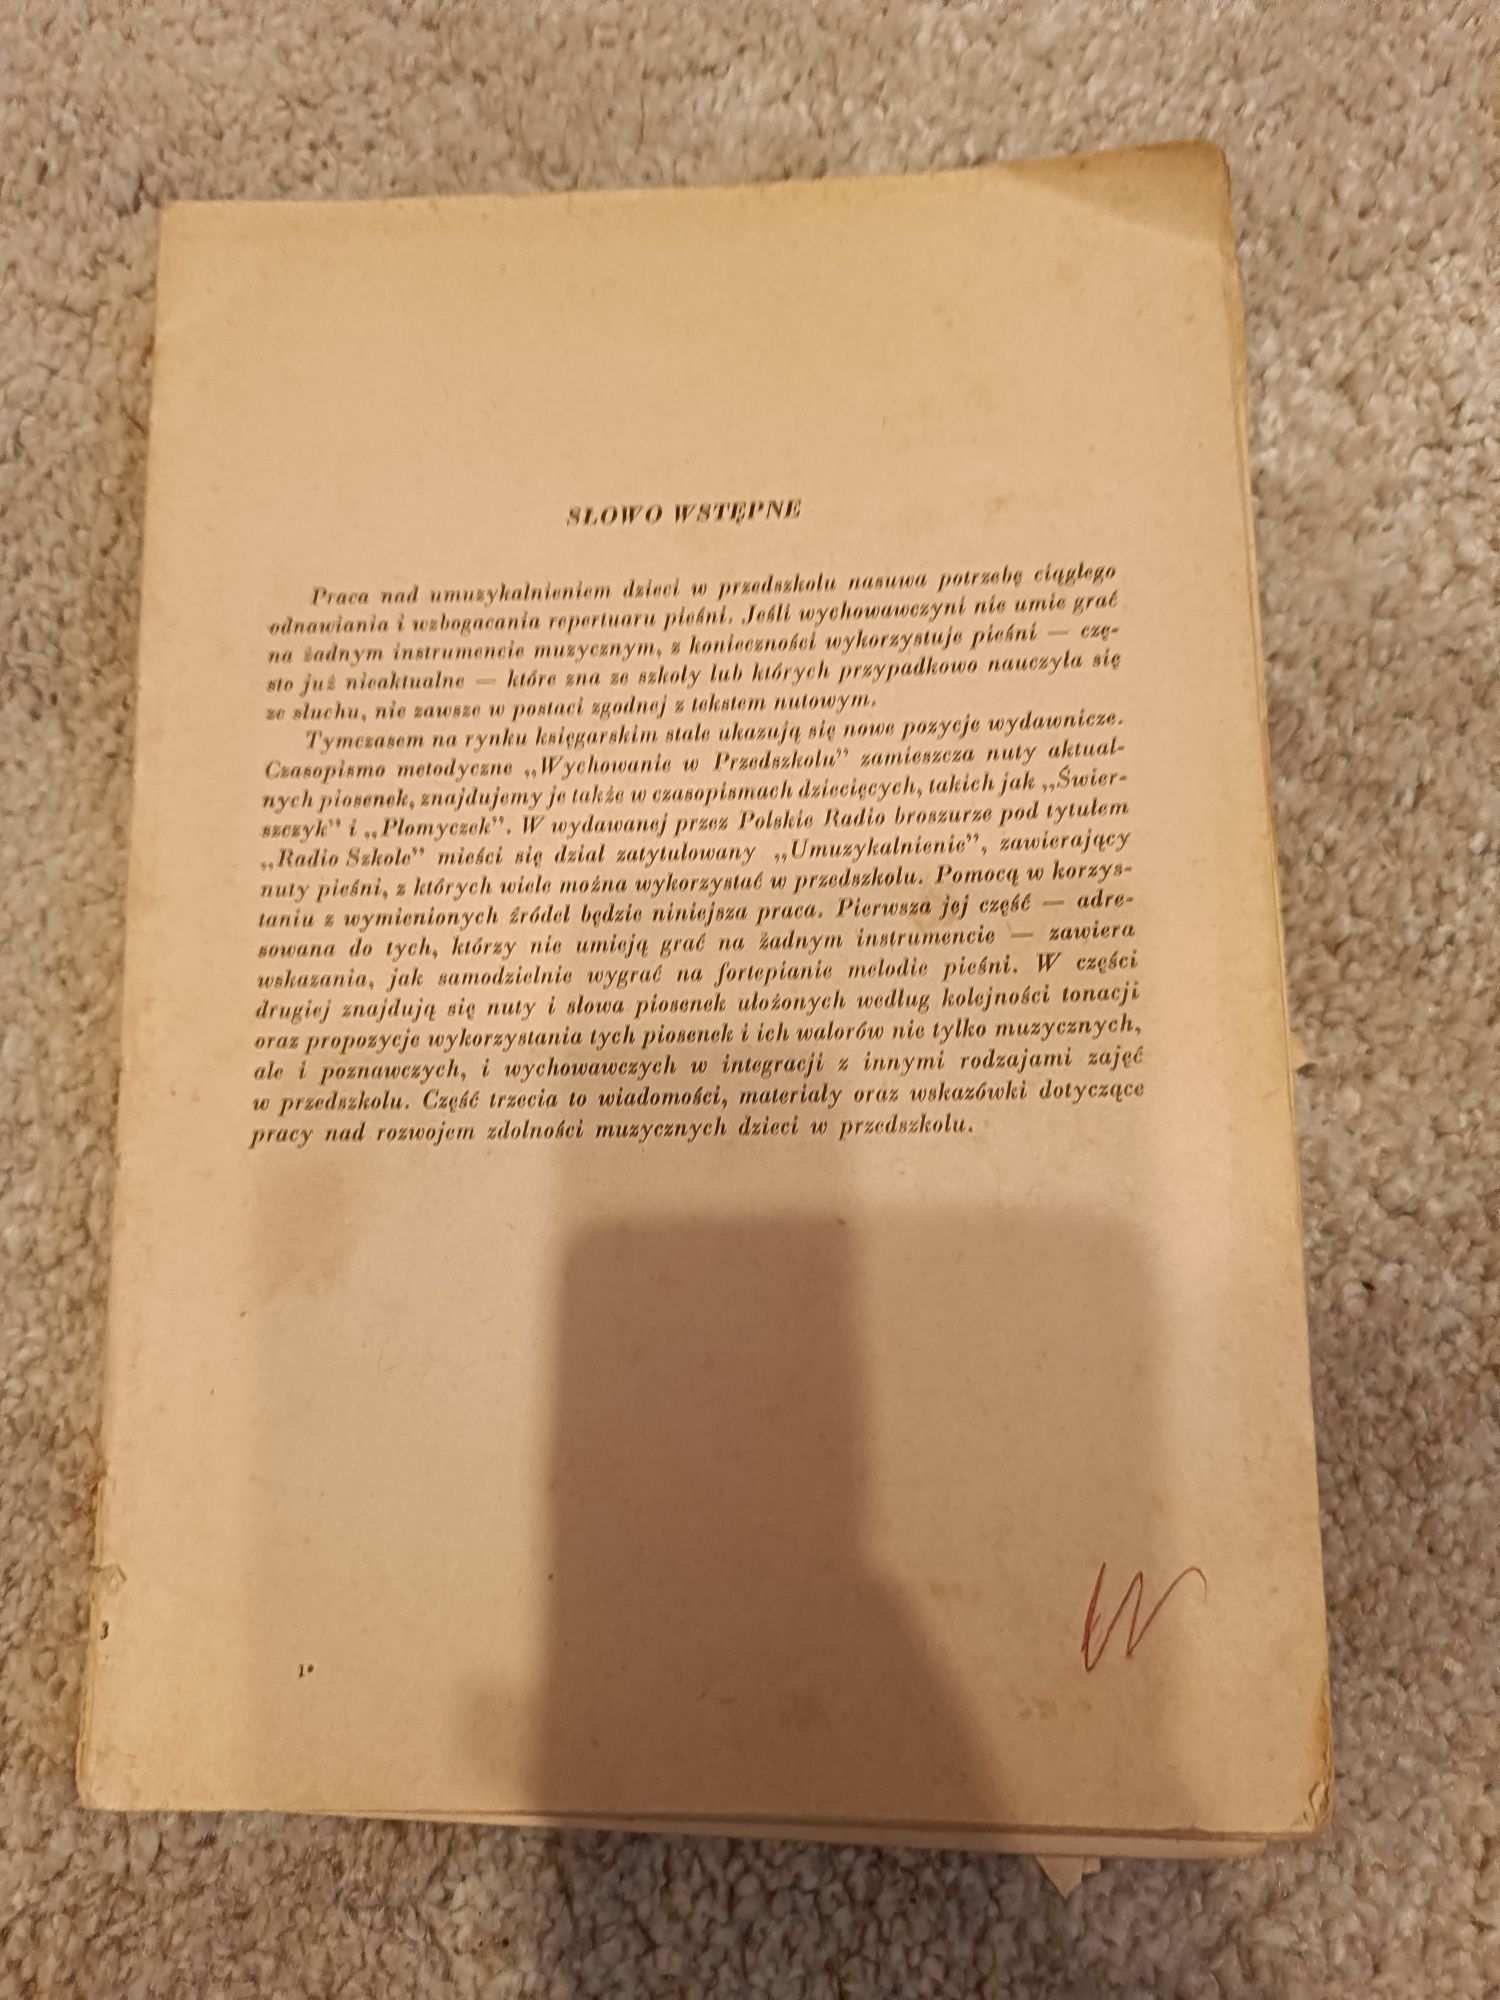 SŁOWO WSTĘPNE
Praca nad umuzykalnieniem dzieci w przedszkolu nasuwa potrzebę ciągłego
odnawiania i wzbogacania repertuaru pieśni. Jeśli wychowawczyni nie umie grać
na żadnym instrumencie muzycznym, z konieczności wykorzystuje pieśni — czę-
sto już nieaktualne — które zna ze szkoły lub których przypadkowo nauczyła się
ze słuchu, nie zawsze w postaci zgodnej z tekstem nutowym.
Tymczasem na rynku księgarskim stale ukazują się nowe pozycje wydawnicze.
Czasopismo metodyczne „Wychowanie w Przedszkolu” zamieszcza nuty aktual-
nych piosenek, znajdujemy je także w czasopismach dziecięcych, takich jak „Świer-
szczyk” i „Płomyczek”. W wydawanej przez Polskie Radio broszurze pod tytułem
„Radio Szkole” mieści się dział zatytułowany „Umuzykalnienie”, zawierający
nuty pieśni, z których wiele można wykorzystać w przedszkolu. Pomocą w korzys-
taniu z wymienionych źródeł będzie niniejsza praca. Pierwsza jej część — adre-
sowana do tych, którzy nie umieją grać na żadnym instrumencie — zawiera
wskazania, jak samodzielnie wygrać na fortepianie melodie pieśni. W części
drugiej znajdują się nuty i słowa piosenek ułożonych według kolejności tonacji
oraz propozycje wykorzystania tych piosenek i ich walorów nie tylko muzycznych,
ale i poznawczych, i wychowawczych w integracji z innymi rodzajami zajęć
w przedszkolu. Część trzecia to wiadomości, materiały oraz wskazówki dotyczące
pracy nad rozwojem zdolności muzycznych dzieci w przedszkolu.
3
1*